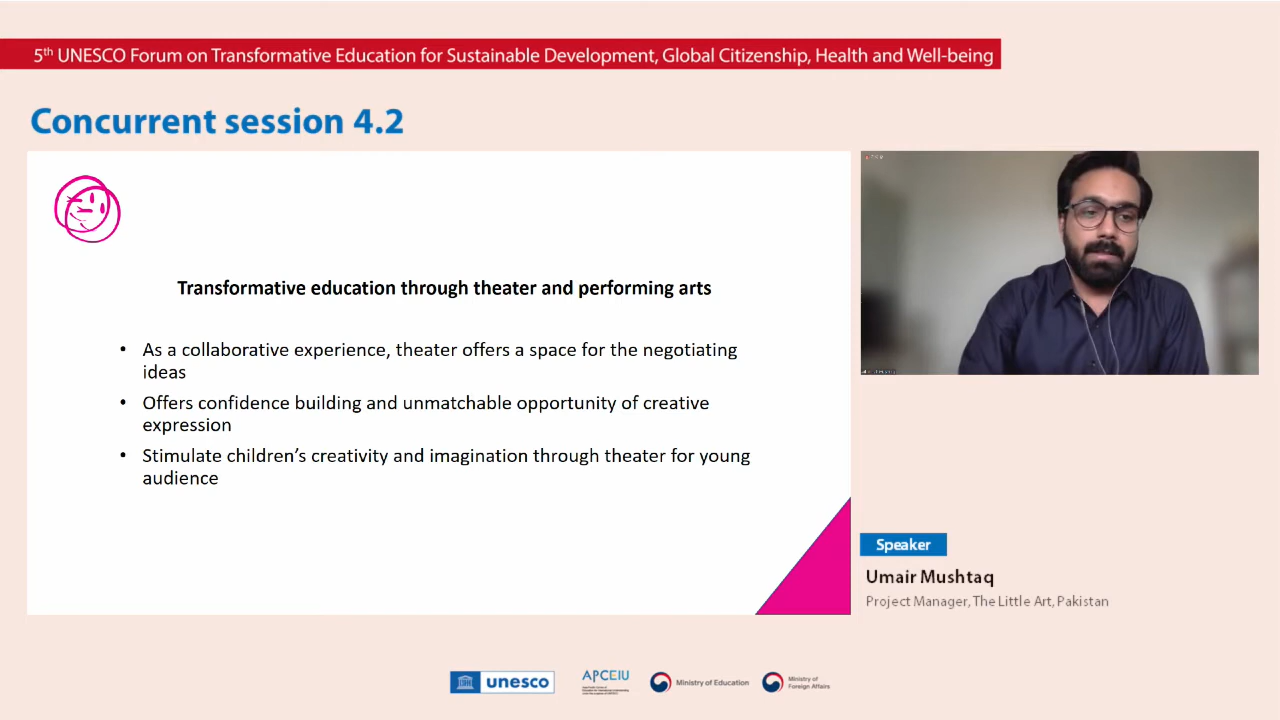 5th UNESCO Forum on Transformative Education for Sustainable Development, Global Citizenship, Health and Well-being
Concurrent session 4.2
Transformative education through theater and performing arts
• As a collaborative experience, theater offers a space for the negotiating
ideas
• Offers confidence building and unmatchable opportunity of creative
expression
• Stimulate children's creativity and imagination through theater for young
audience
Speaker
Umair Mushtaq
Project Manager, The Little Art, Pakistan
unesco
APCEIU
Ministry of Education
Ministry of
Foreign Affairs